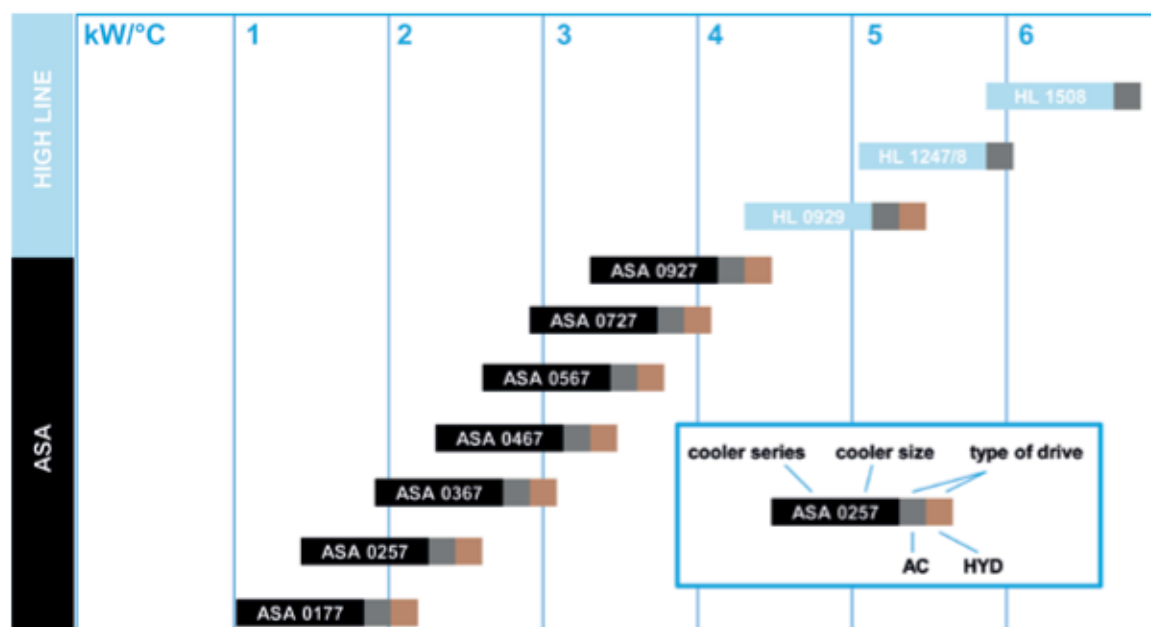 kW/°C 1 2 3 4 5 6
HIGH LINE
HL 1508
HL 1247/8
HL 0929
ASA
ASA 0927
ASA 0727
ASA 0567
ASA 0467
ASA 0367
ASA 0257
ASA 0177
cooler series cooler size type of drive
ASA 0257
AC HYD